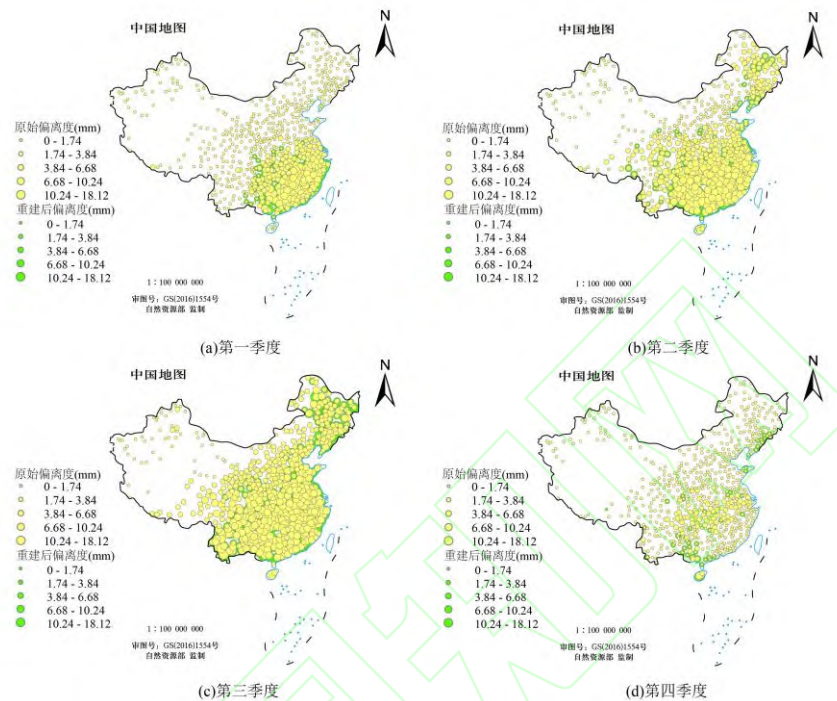 中国地图
N
原始偏离度(mm)
0 - 1.74
1.74 - 3.84
3.84 - 6.68
6.68 - 10.24
10.24 - 18.12
重建后偏离度(mm)
0 - 1.74
1.74 - 3.84
3.84 - 6.68
6.68 - 10.24
10.24 - 18.12
1∶100 000 000
审图号：GS(2016)1554号
自然资源部 监制
(a)第一季度
中国地图
N
原始偏离度(mm)
0 - 1.74
1.74 - 3.84
3.84 - 6.68
6.68 - 10.24
10.24 - 18.12
重建后偏离度(mm)
0 - 1.74
1.74 - 3.84
3.84 - 6.68
6.68 - 10.24
10.24 - 18.12
1∶100 000 000
审图号：GS(2016)1554号
自然资源部 监制
(b)第二季度
中国地图
N
原始偏离度(mm)
0 - 1.74
1.74 - 3.84
3.84 - 6.68
6.68 - 10.24
10.24 - 18.12
重建后偏离度(mm)
0 - 1.74
1.74 - 3.84
3.84 - 6.68
6.68 - 10.24
10.24 - 18.12
1∶100 000 000
审图号：GS(2016)1554号
自然资源部 监制
(c)第三季度
中国地图
N
原始偏离度(mm)
0 - 1.74
1.74 - 3.84
3.84 - 6.68
6.68 - 10.24
10.24 - 18.12
重建后偏离度(mm)
0 - 1.74
1.74 - 3.84
3.84 - 6.68
6.68 - 10.24
10.24 - 18.12
1∶100 000 000
审图号：GS(2016)1554号
自然资源部 监制
(d)第四季度